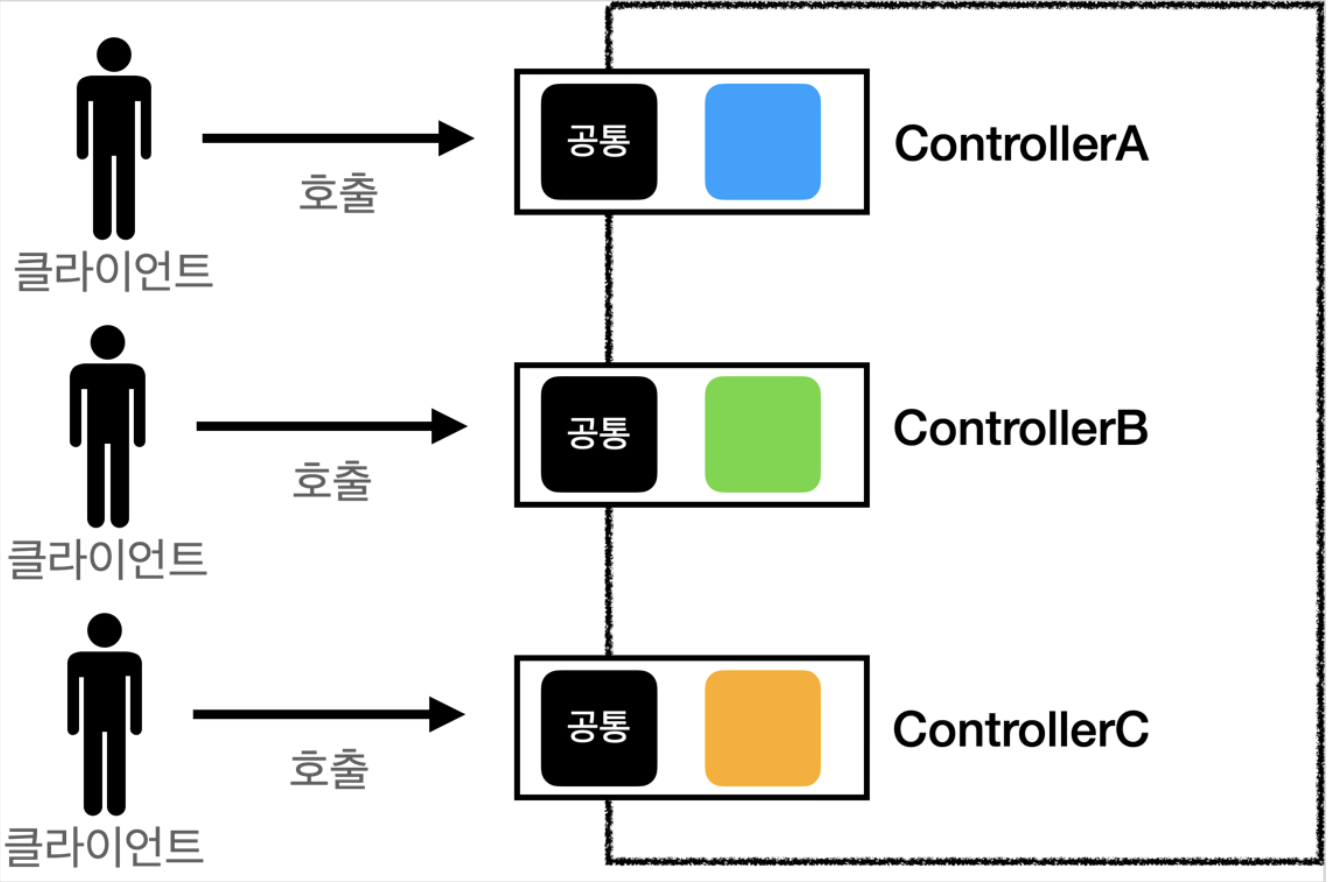 공통
ControllerA
호출
클라이언트
공통
ControllerB
호출
클라이언트
공통
ControllerC
호출
클라이언트